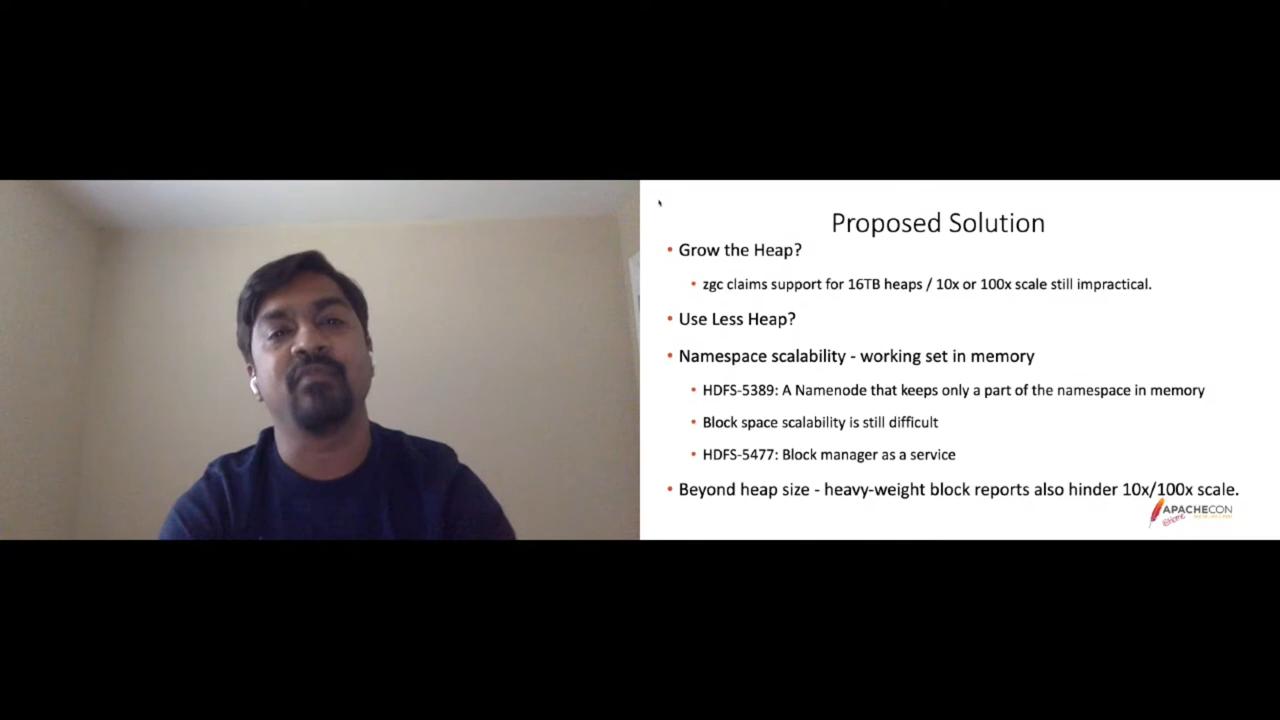 Proposed Solution
• Grow the Heap?
• zgc claims support for 16TB heaps / 10x or 100x scale still impractical.
• Use Less Heap?
• Namespace scalability - working set in memory
• HDFS-5389: A Namenode that keeps only a part of the namespace in memory
• Block space scalability is still difficult
• HDFS-5477: Block manager as a service
• Beyond heap size - heavy-weight block reports also hinder 10x/100x scale.
APACHECON
@Home